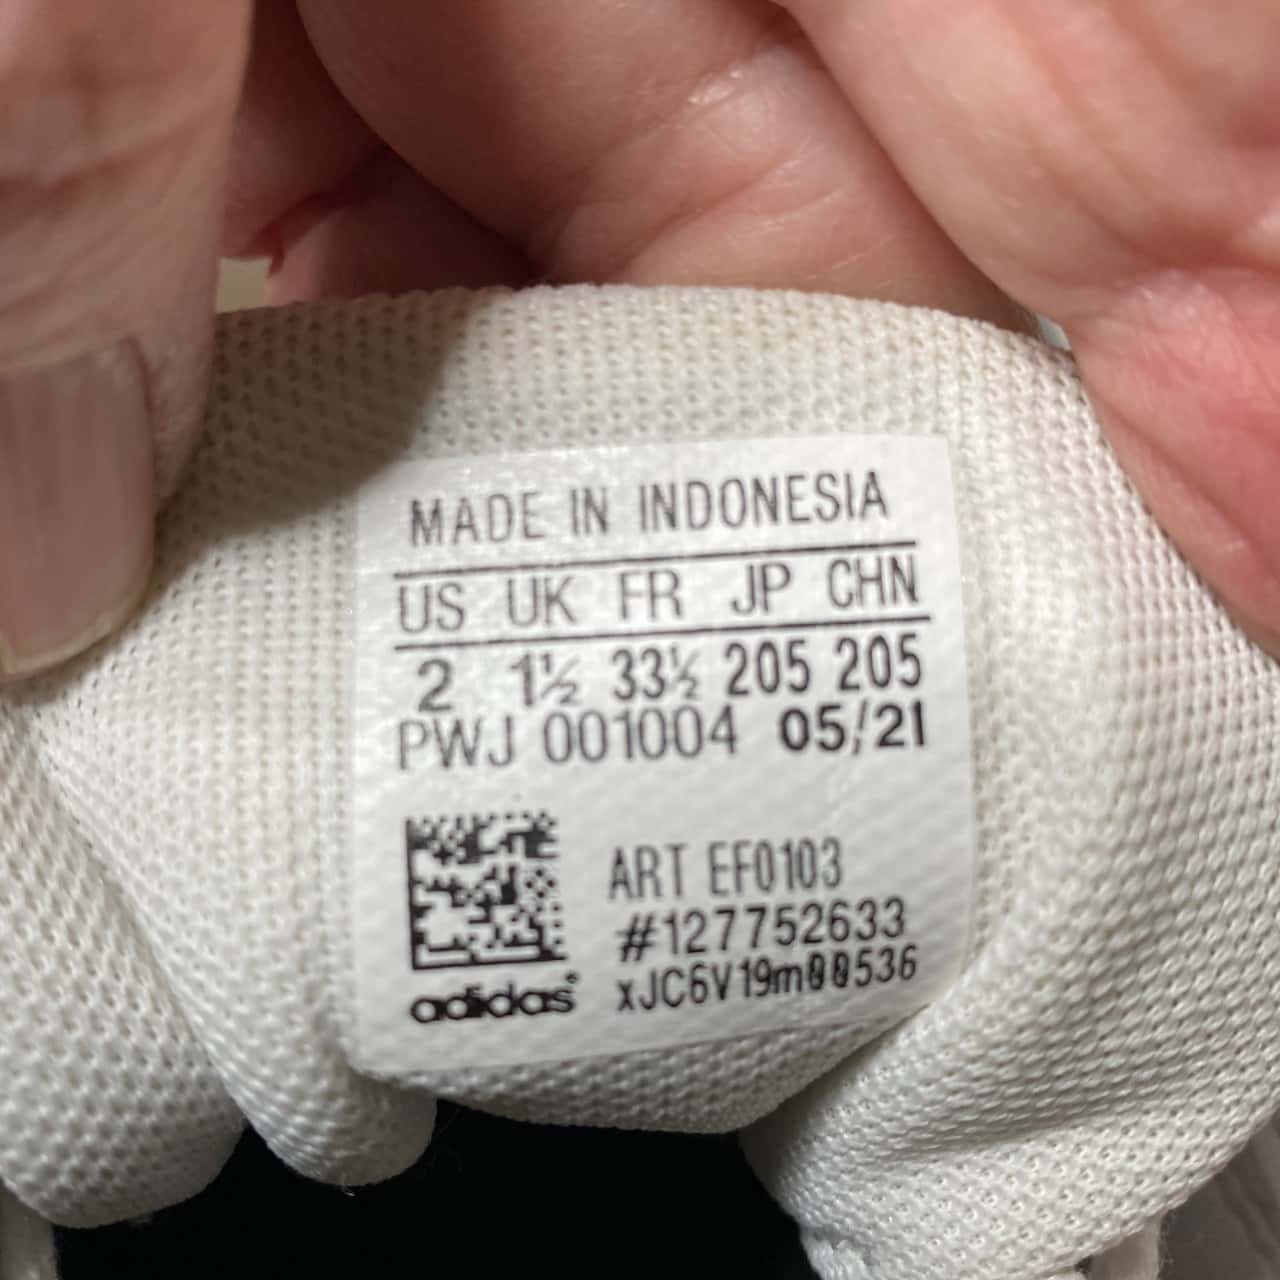 MADE IN INDONESIA
US UK FR JP CHN
2 1½ 33½ 205 205
PWJ 001004 05/21
ART EF0103
#127752633
xJC6V19m00536
adidas®